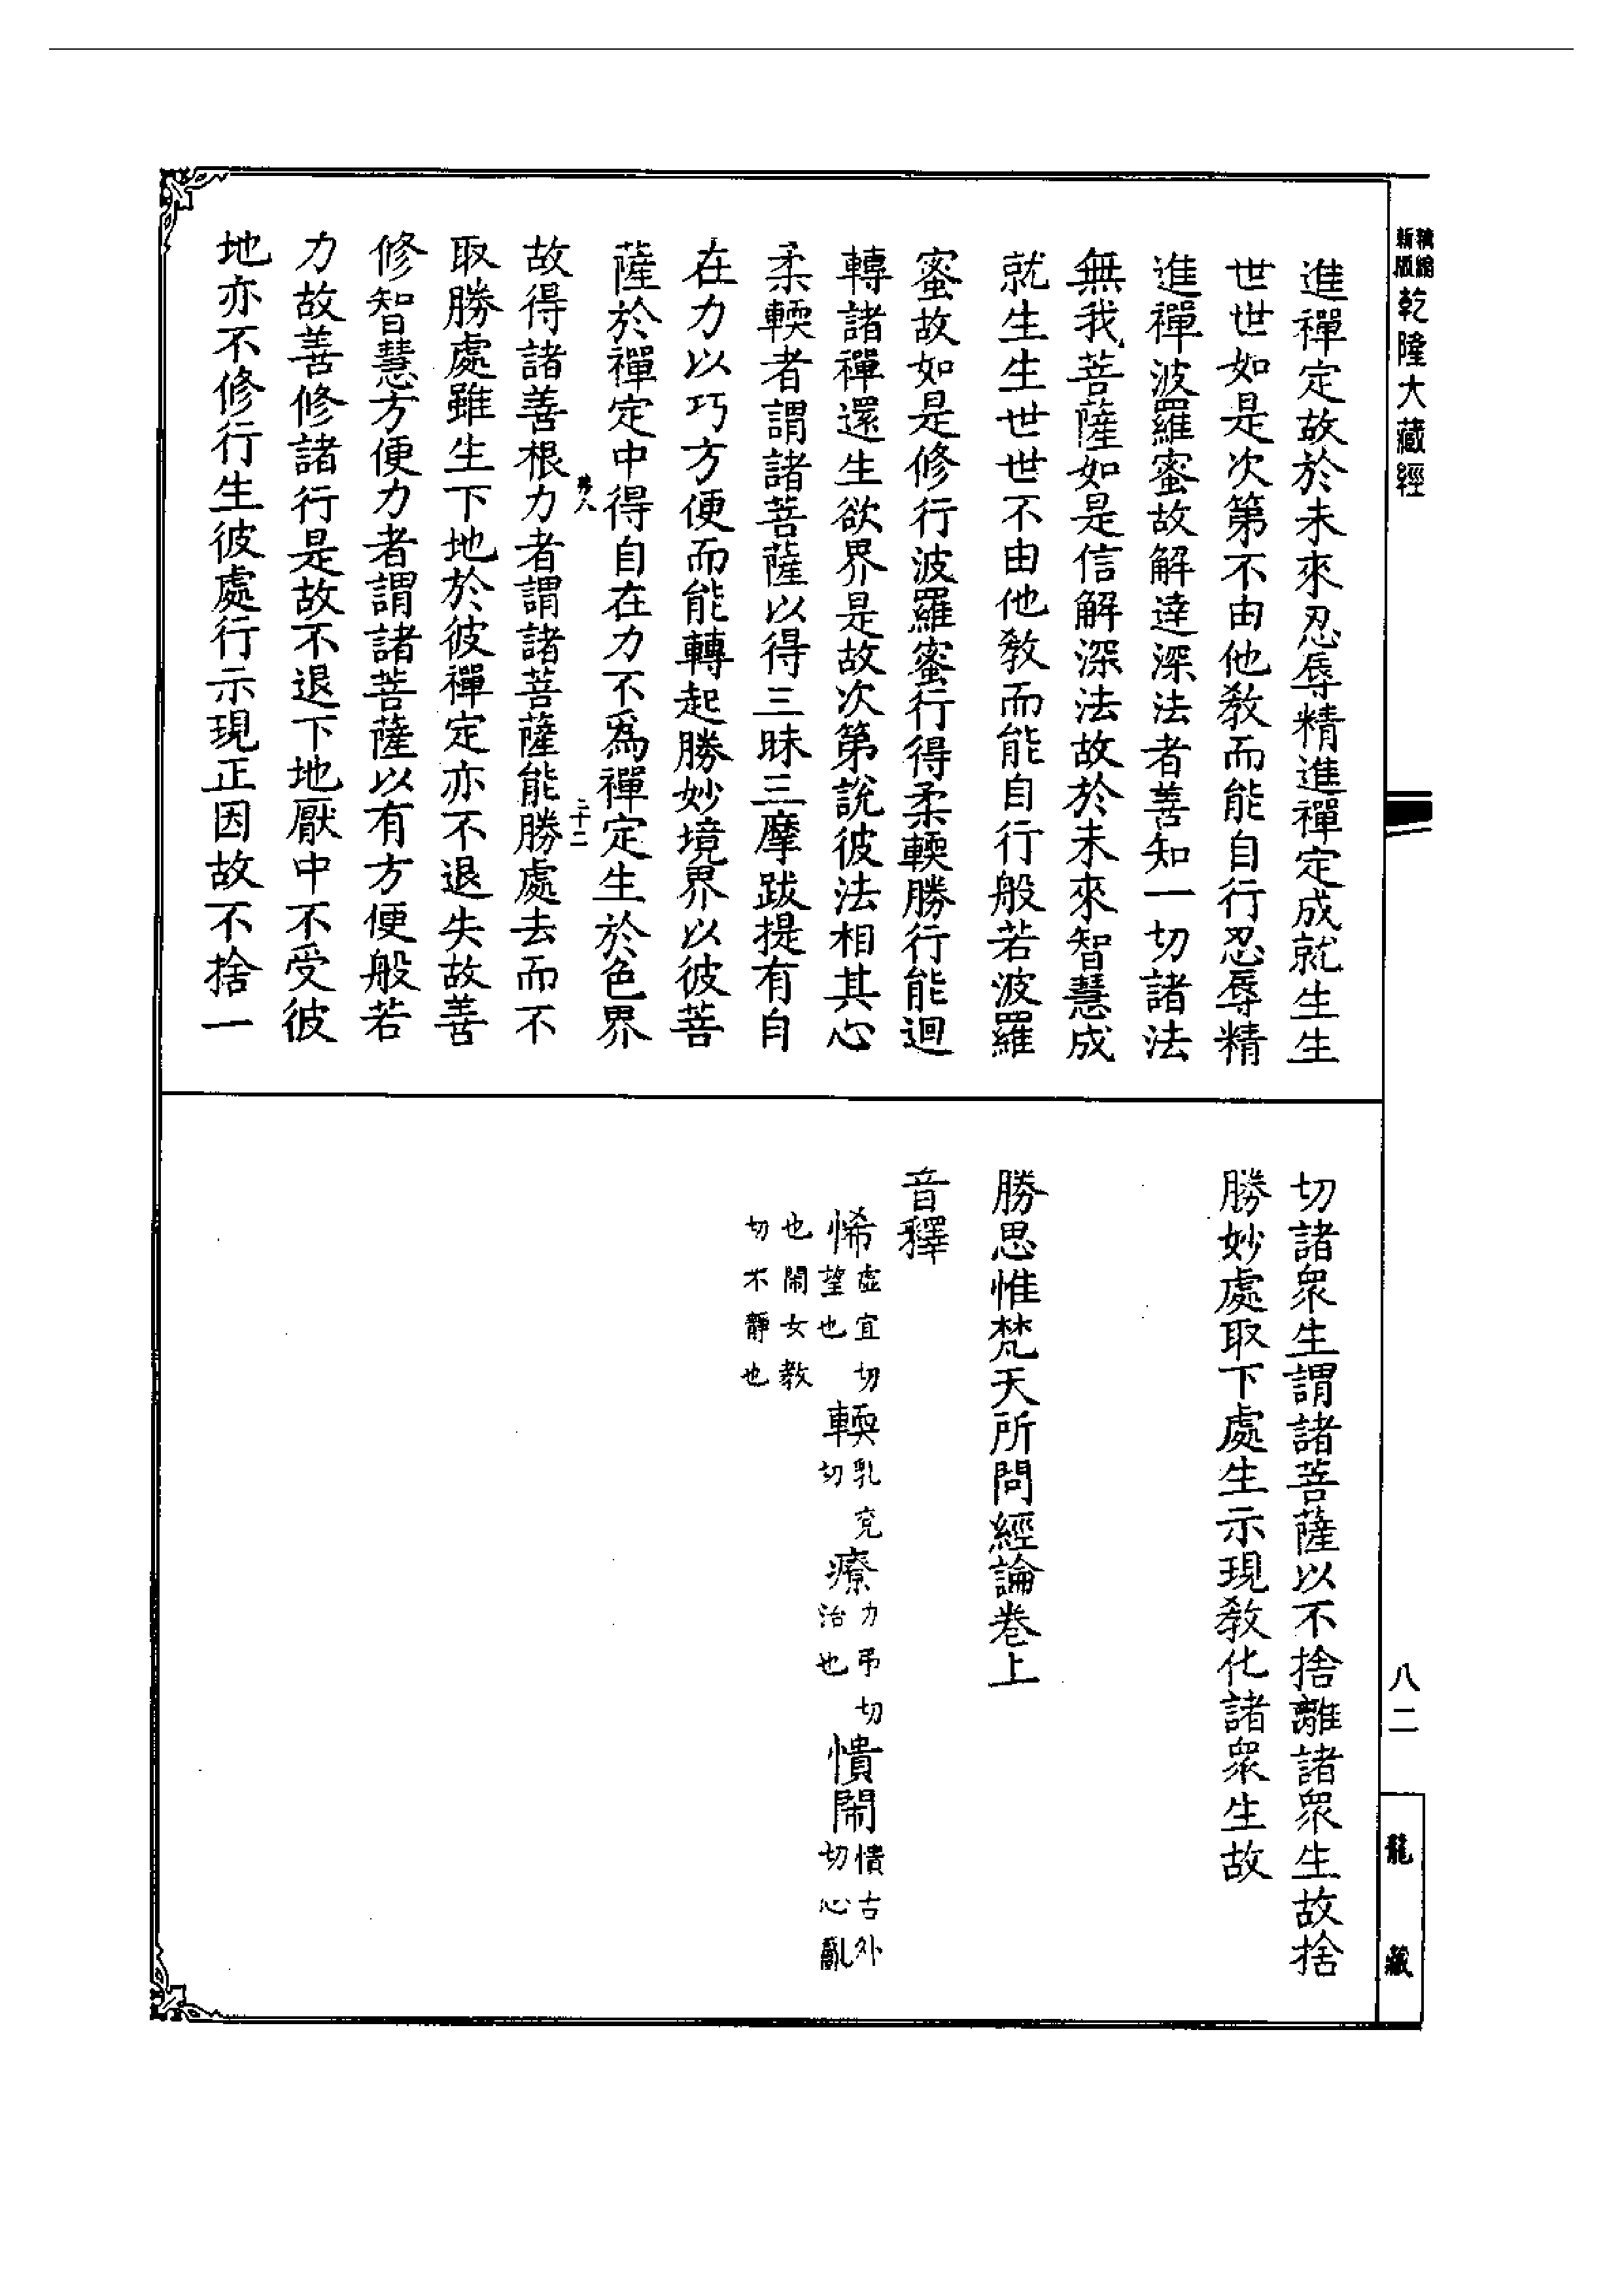 精縮新版乾隆大藏經
八二
龍藏
進禪定故於未來忍辱精進禪定成就生生
世世如是次第不由他教而能自行忍辱精
進禪波羅蜜故解達深法者善知一切諸法
無我菩薩如是信解深法故於未來智慧成
就生生世世不由他教而能自行般若波羅
蜜故如是修行波羅蜜行得柔輭勝行能迴
轉諸禪還生欲界是故次第說彼法相其心
柔輭者謂諸菩薩以得三昧三摩跋提有自
在力以巧方便而能轉起勝妙境界以彼菩
薩於禪定中得自在力不爲禪定生於色界
故得諸善根力者謂諸菩薩能勝處去而不
取勝處雖生下地於彼禪定亦不退失故善
修智慧方便力者謂諸菩薩以有方便般若
力故善修諸行是故不退下地厭中不受彼
地亦不修行生彼處行示現正因故不捨一
切諸眾生謂諸菩薩以不捨離諸眾生故捨
勝妙處取下處生示現教化諸眾生故
勝思惟梵天所問經論卷上
音釋
悕虛宜切望也輭乳兗切療力弔切治也憒閙憒古外切心亂
也閙女教切不靜也
二十二